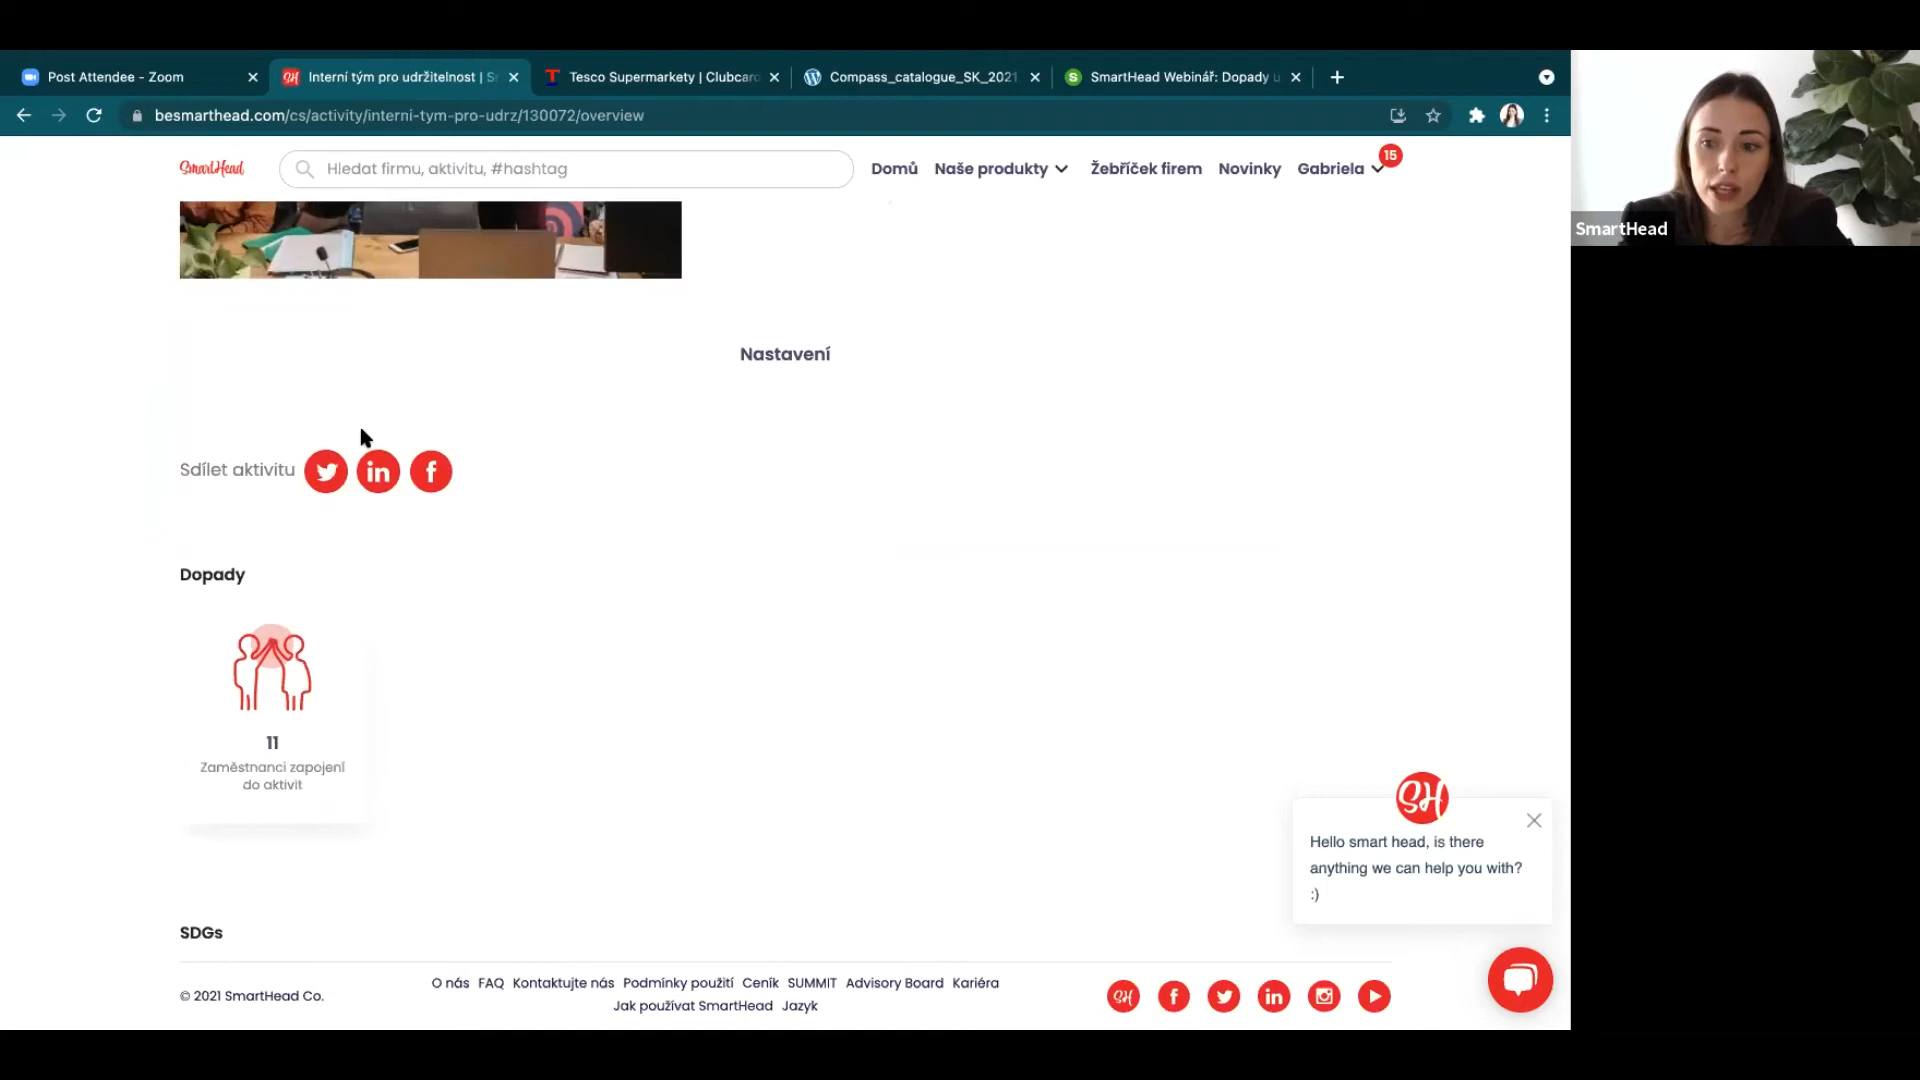 Post Attendee - Zoom
Interní tým pro udržitelnost | S
Tesco Supermarkety | Clubcar
Compass_catalogue_SK_2021
SmartHead Webinář: Dopady u
besmarthead.com/cs/activity/interni-tym-pro-udrz/130072/overview
SmartHead
Hledat firmu, aktivitu, #hashtag
Domů
Naše produkty
Žebříček firem
Novinky
Gabriela
15
SmartHead
Nastavení
Sdílet aktivitu
Dopady
11
Zaměstnanci zapojení
do aktivit
SH
Hello smart head, is there
anything we can help you with?
:)
SDGs
© 2021 SmartHead Co.
O nás FAQ Kontaktujte nás Podmínky použití Ceník SUMMIT Advisory Board Kariéra
Jak používat SmartHead Jazyk
SH